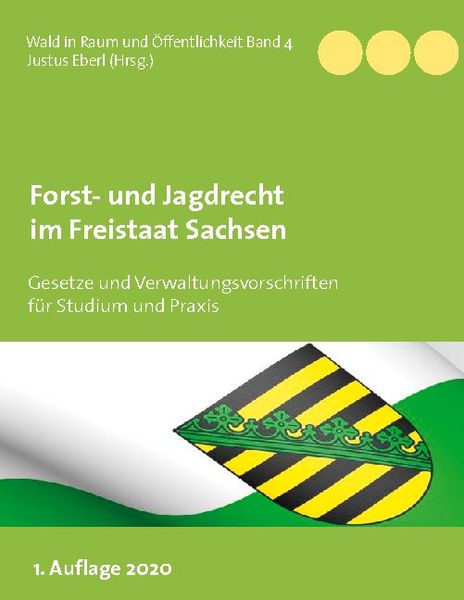 Wald in Raum und Öffentlichkeit Band 4
Justus Eberl (Hrsg.)
Forst- und Jagdrecht
im Freistaat Sachsen
Gesetze und Verwaltungsvorschriften
für Studium und Praxis
1. Auflage 2020